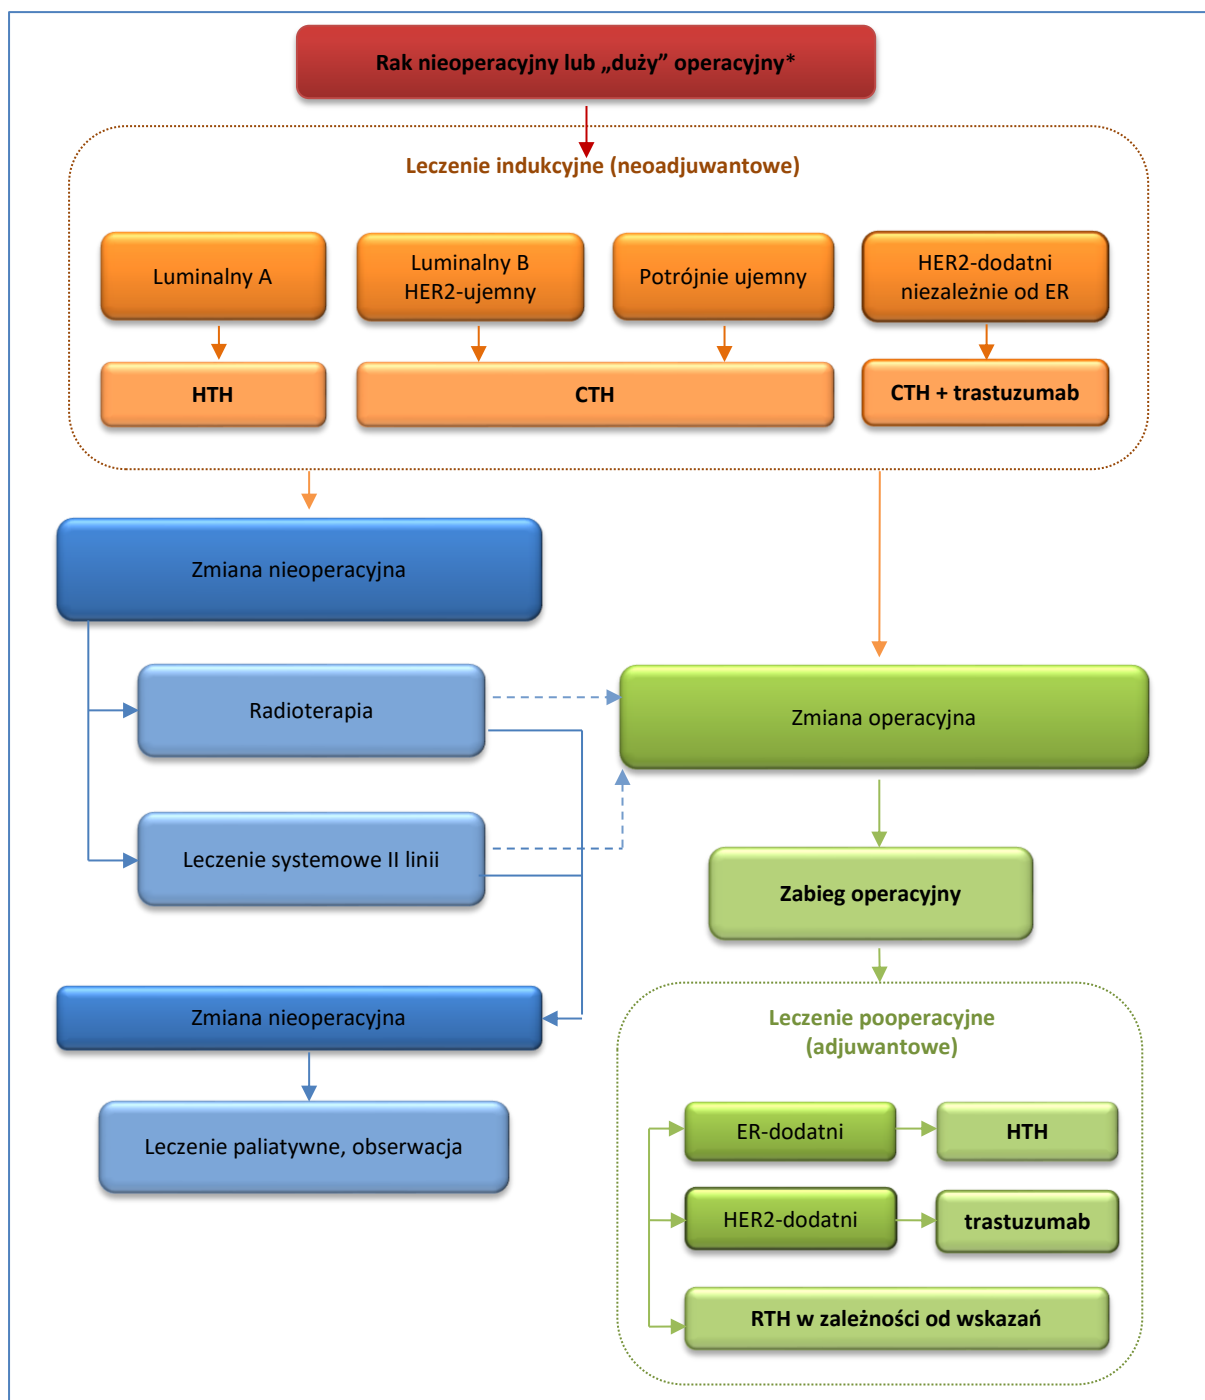 Rak nieoperacyjny lub „duży” operacyjny*
Leczenie indukcyjne (neoadjuwantowe)
Luminalny A
Luminalny B
HER2-ujemny
Potrójnie ujemny
HER2-dodatni
niezależnie od ER
HTH
CTH
CTH + trastuzumab
Zmiana nieoperacyjna
Radioterapia
Zmiana operacyjna
Leczenie systemowe II linii
Zabieg operacyjny
Zmiana nieoperacyjna
Leczenie pooperacyjne
(adjuwantowe)
Leczenie paliatywne, obserwacja
ER-dodatni
HTH
HER2-dodatni
trastuzumab
RTH w zależności od wskazań